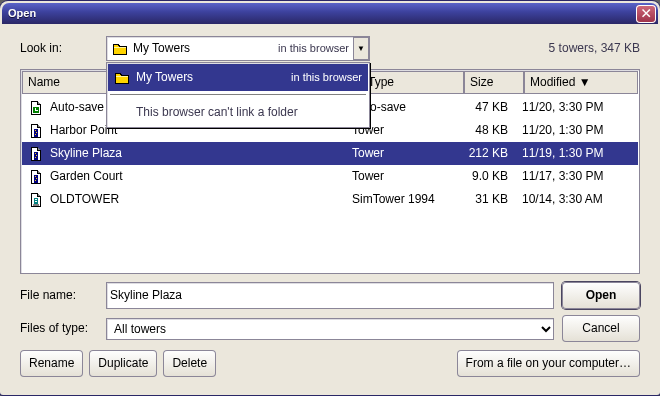 Open
Look in: My Towers in this browser 5 towers, 347 KB
My Towers in this browser
This browser can't link a folder
Name Type Size Modified ▼
Auto-save o-save 47 KB 11/20, 3:30 PM
Harbor Point Tower 48 KB 11/20, 1:30 PM
Skyline Plaza Tower 212 KB 11/19, 1:30 PM
Garden Court Tower 9.0 KB 11/17, 3:30 PM
OLDTOWER SimTower 1994 31 KB 10/14, 3:30 AM
File name: Skyline Plaza Open
Files of type: All towers Cancel
Rename Duplicate Delete From a file on your computer…